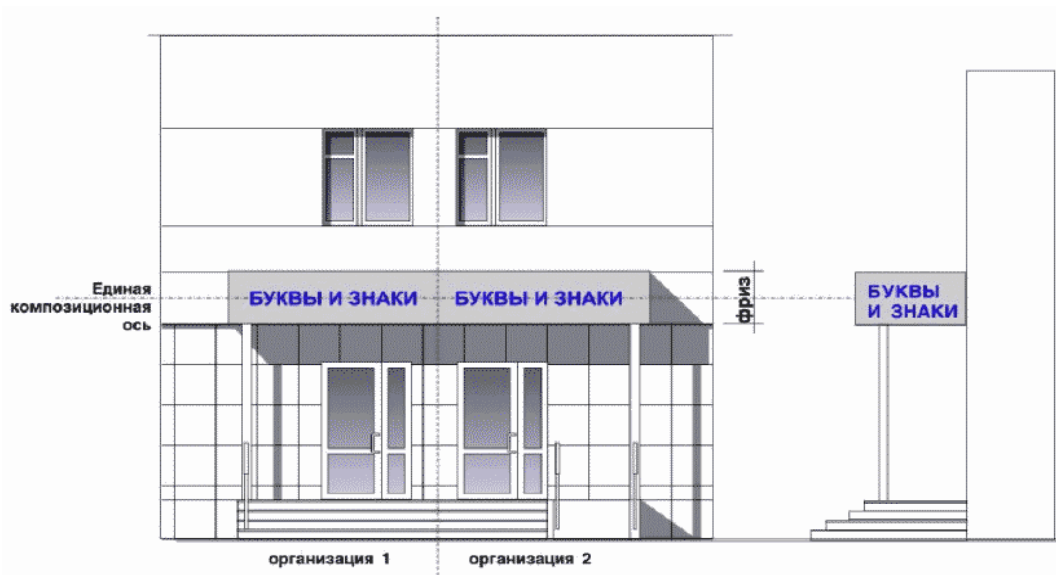 Единая
композиционная
ось
БУКВЫ И ЗНАКИ БУКВЫ И ЗНАКИ
фриз
БУКВЫ
И ЗНАКИ
организация 1 организация 2